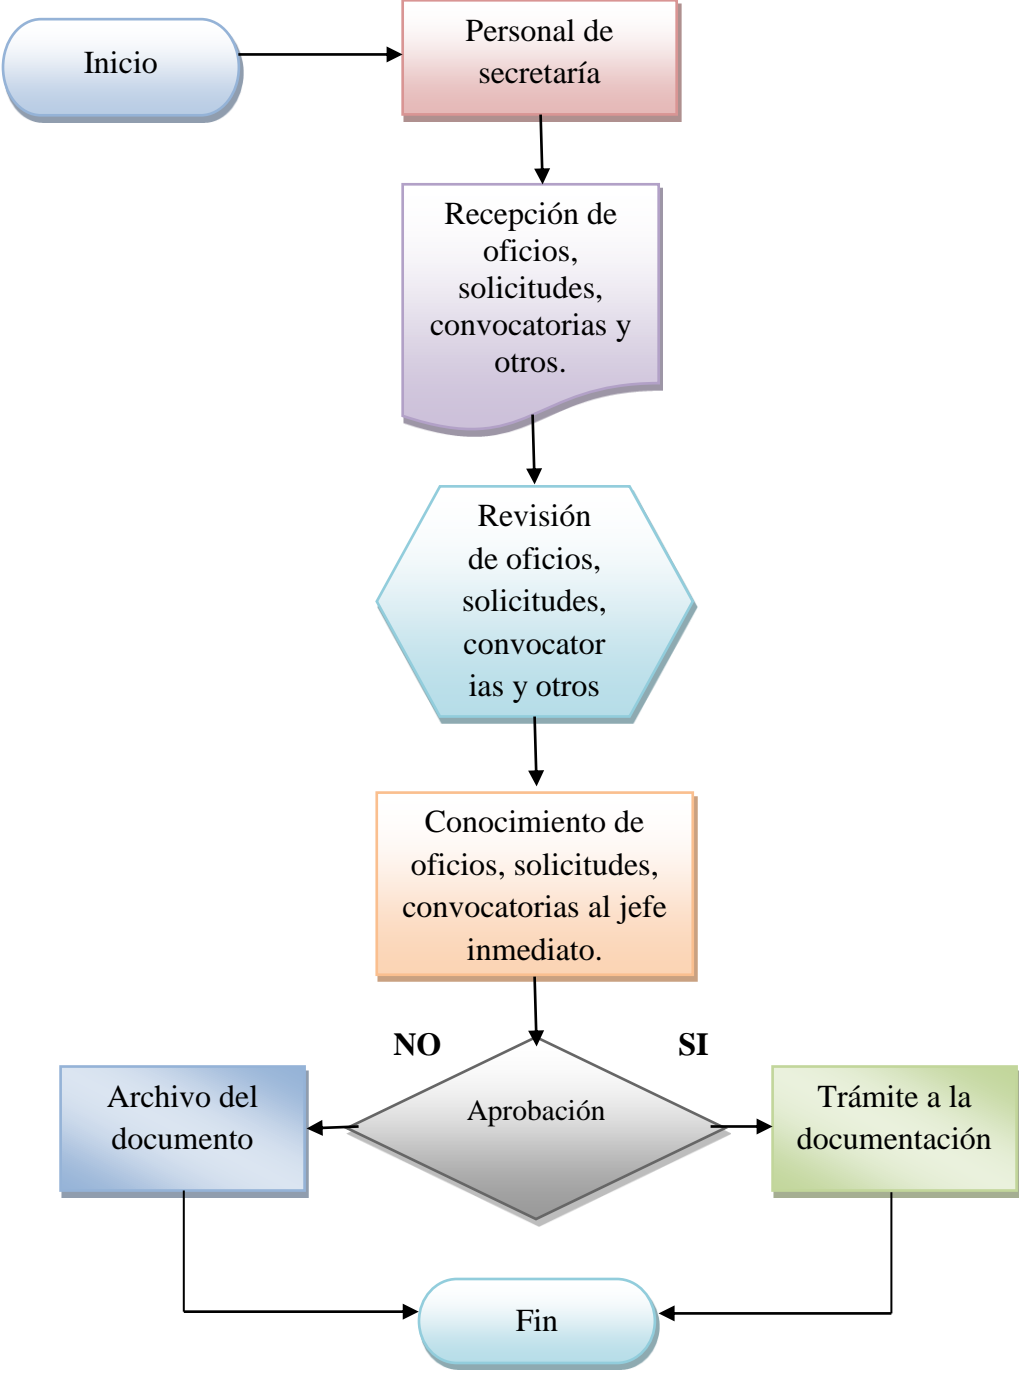 Inicio
Personal de
secretaría
Recepción de
oficios,
solicitudes,
convocatorias y
otros.
Revisión
de oficios,
solicitudes,
convocator
ias y otros
Conocimiento de
oficios, solicitudes,
convocatorias al jefe
inmediato.
NO
SI
Archivo del
documento
Aprobación
Trámite a la
documentación
Fin